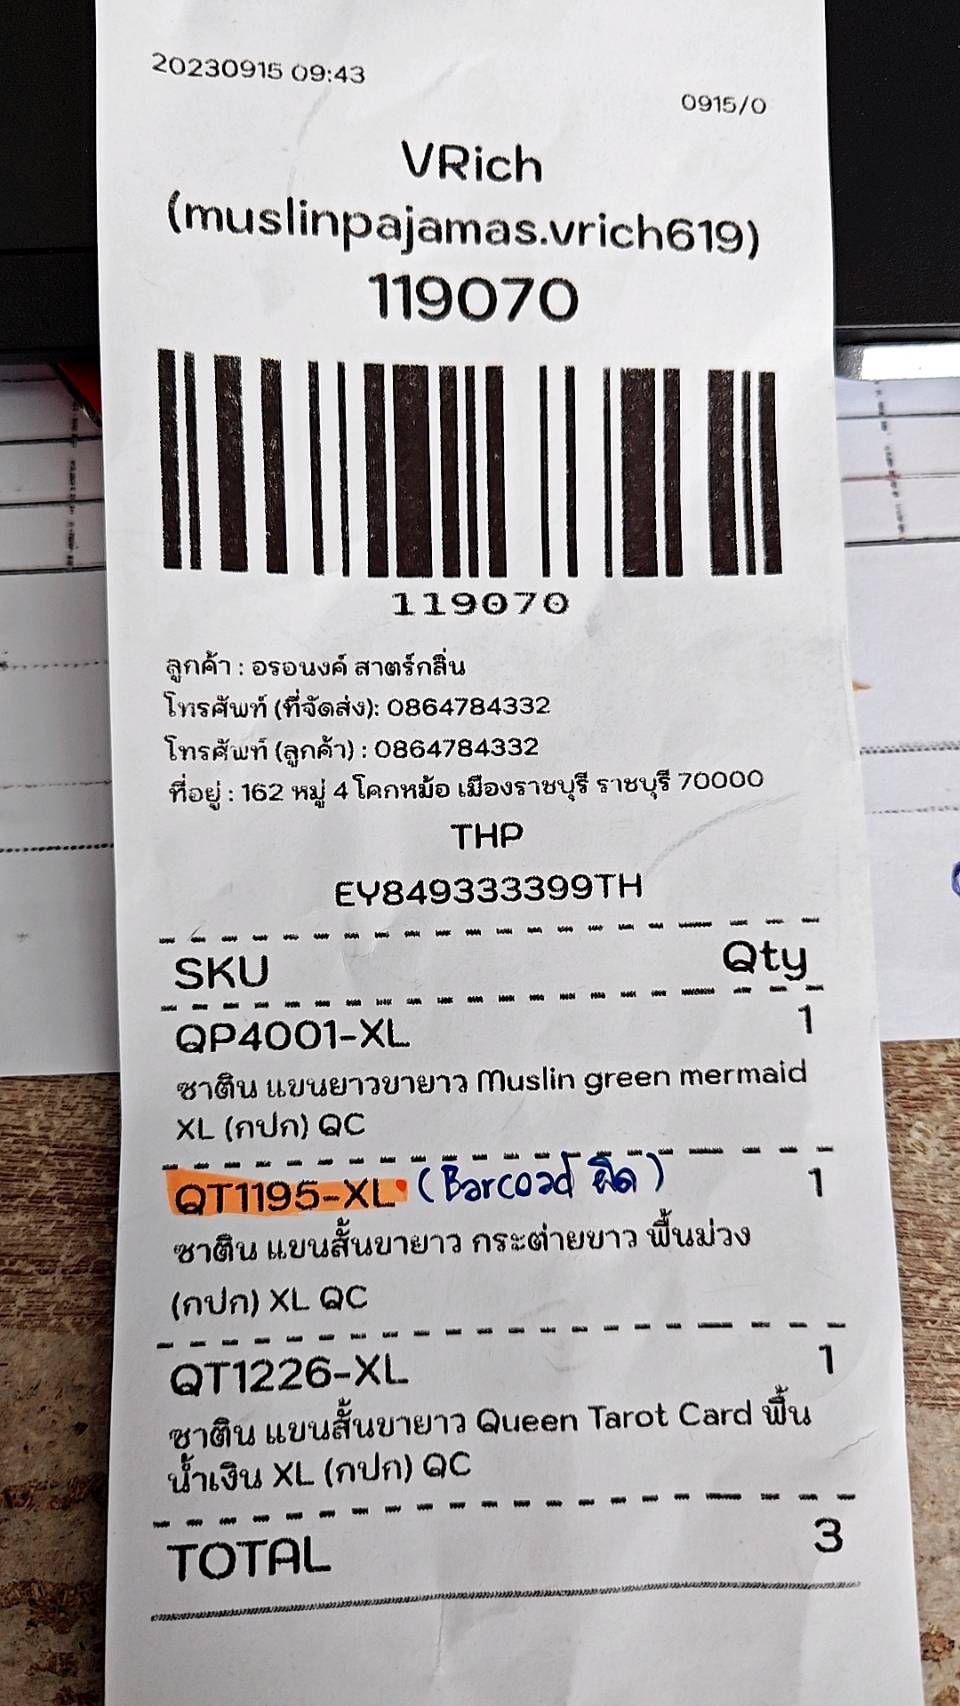 20230915 09:43
0915/0
VRich
(muslinpajamas.vrich619)
119070
119070
ลูกค้า : อรอนงค์ สาตร์กลิ่น
โทรศัพท์ (ที่จัดส่ง): 0864784332
โทรศัพท์ (ลูกค้า) : 0864784332
ที่อยู่ : 162 หมู่ 4 โคกหม้อ เมืองราชบุรี ราชบุรี 70000
THP
EY849333399TH
SKU Qty
QP4001-XL 1
ซาติน แขนยาวขายาว Muslin green mermaid
XL (กปก) QC
QT1195-XL (Barcoad ผิด) 1
ซาติน แขนสั้นขายาว กระต่ายขาว พื้นม่วง
(กปก) XL QC
QT1226-XL 1
ซาติน แขนสั้นขายาว Queen Tarot Card พื้น
น้ำเงิน XL (กปก) QC
TOTAL 3